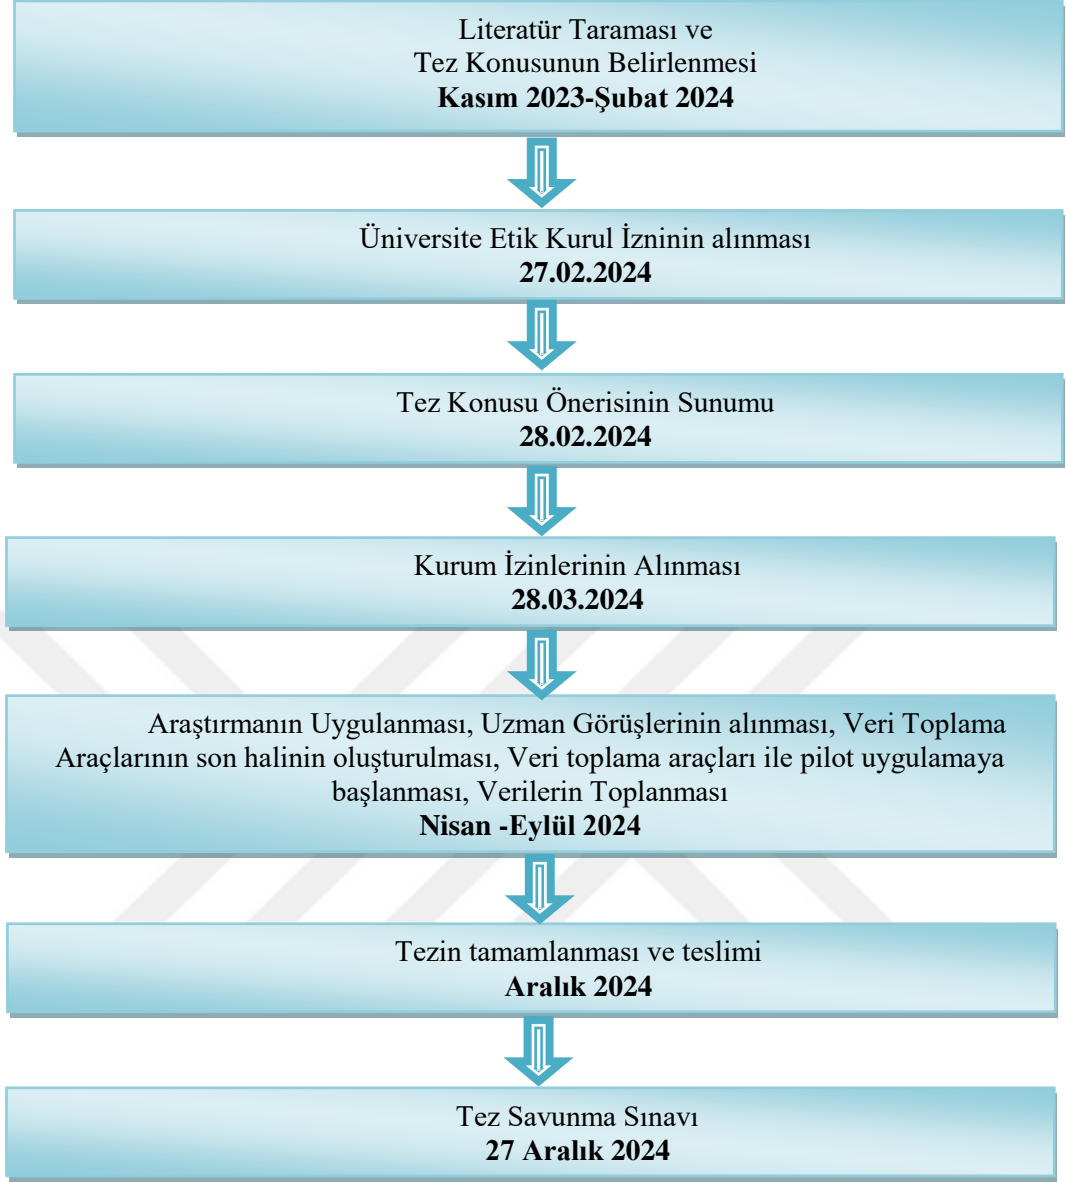 Literatür Taraması ve
Tez Konusunun Belirlenmesi
Kasım 2023-Şubat 2024
Üniversite Etik Kurul İzninin alınması
27.02.2024
Tez Konusu Önerisinin Sunumu
28.02.2024
Kurum İzinlerinin Alınması
28.03.2024
Araştırmanın Uygulanması, Uzman Görüşlerinin alınması, Veri Toplama
Araçlarının son halinin oluşturulması, Veri toplama araçları ile pilot uygulamaya
başlanması, Verilerin Toplanması
Nisan -Eylül 2024
Tezin tamamlanması ve teslimi
Aralık 2024
Tez Savunma Sınavı
27 Aralık 2024